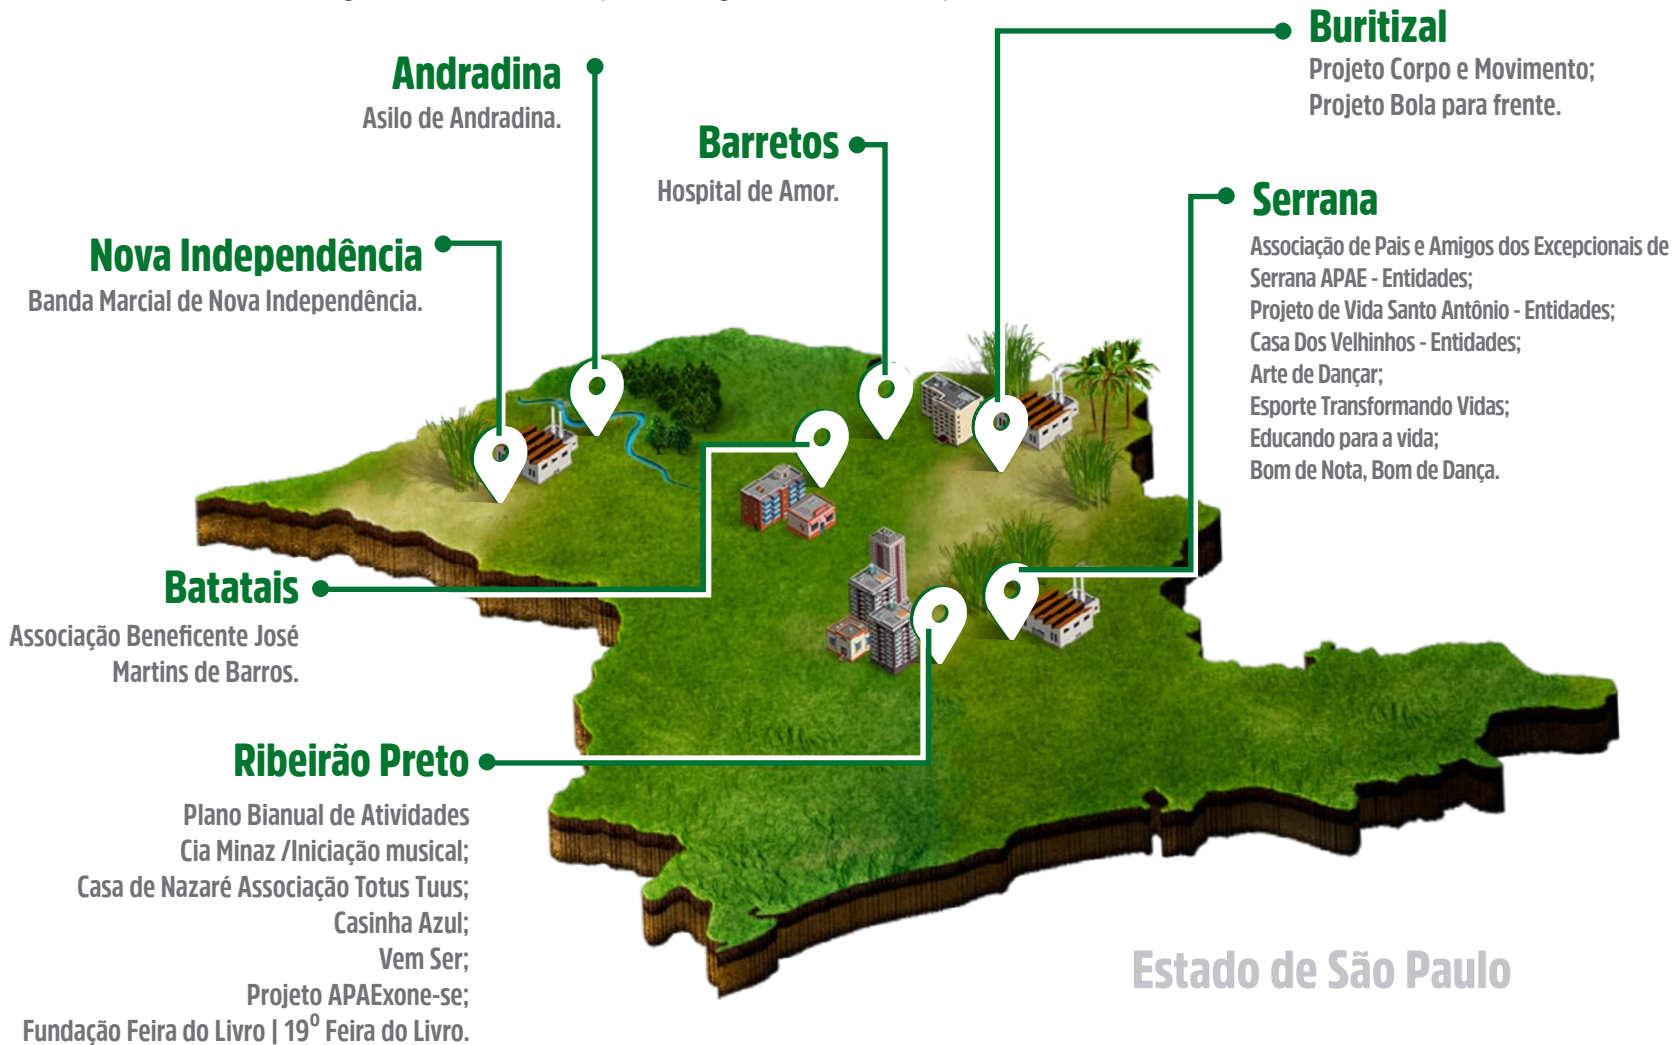 Andradina
Asilo de Andradina.
Barretos
Hospital de Amor.
Buritizal
Projeto Corpo e Movimento;
Projeto Bola para frente.
Nova Independência
Banda Marcial de Nova Independência.
Serrana
Associação de Pais e Amigos dos Excepcionais de
Serrana APAE - Entidades;
Projeto de Vida Santo Antônio - Entidades;
Casa Dos Velhinhos - Entidades;
Arte de Dançar;
Esporte Transformando Vidas;
Educando para a vida;
Bom de Nota, Bom de Dança.
Batatais
Associação Beneficente José
Martins de Barros.
Ribeirão Preto
Plano Bianual de Atividades
Cia Minaz /Iniciação musical;
Casa de Nazaré Associação Totus Tuus;
Casinha Azul;
Vem Ser;
Projeto APAExone-se;
Fundação Feira do Livro | 19⁰ Feira do Livro.
Estado de São Paulo